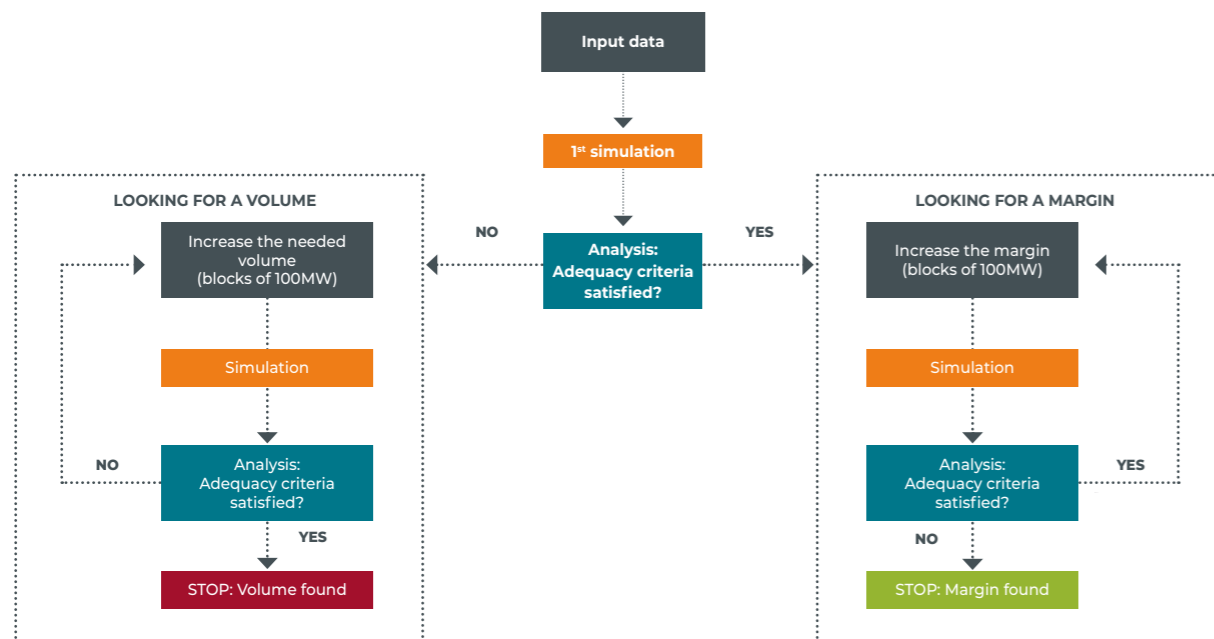 Input data
1st simulation
LOOKING FOR A VOLUME
LOOKING FOR A MARGIN
Increase the needed
volume
(blocks of 100MW)
NO
Analysis:
Adequacy criteria
satisfied?
YES
Increase the margin
(blocks of 100MW)
Simulation
Simulation
NO
Analysis:
Adequacy criteria
satisfied?
Analysis:
Adequacy criteria
satisfied?
YES
YES
NO
STOP: Volume found
STOP: Margin found